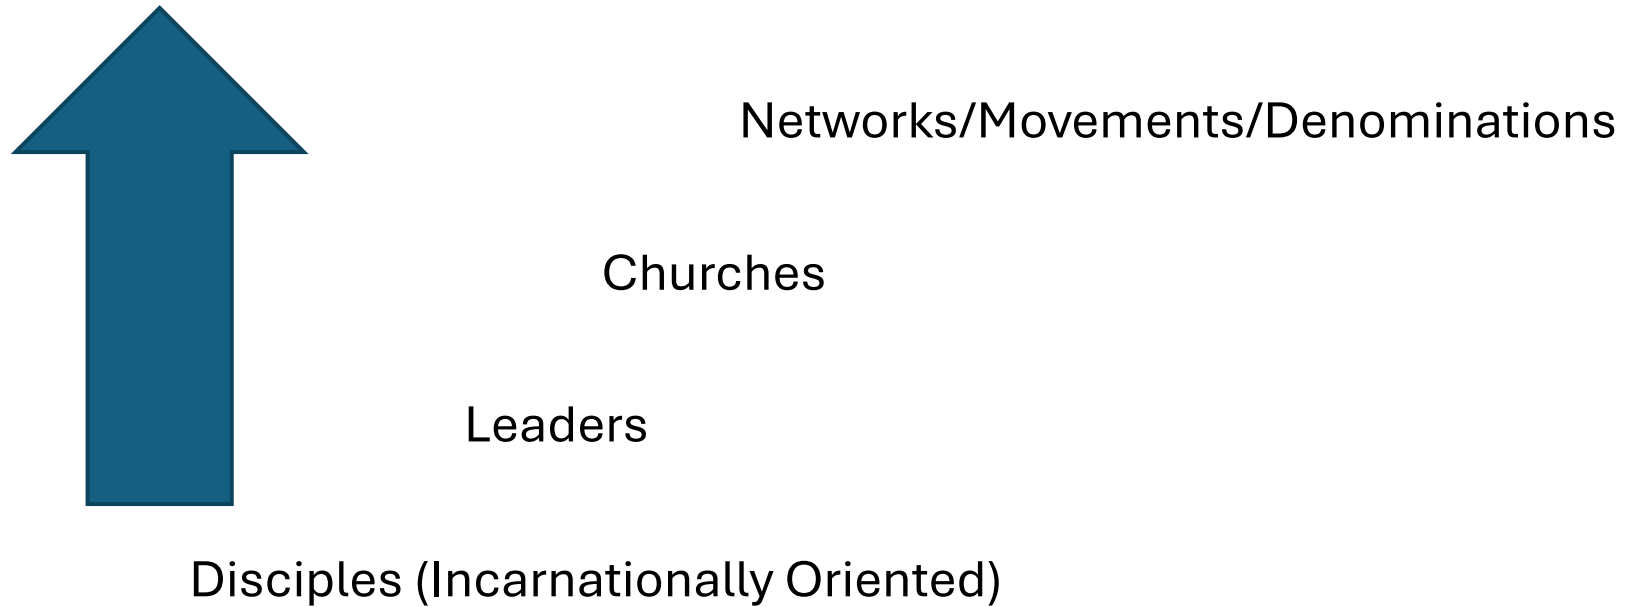 Networks/Movements/Denominations
Churches
Leaders
Disciples (Incarnationally Oriented)